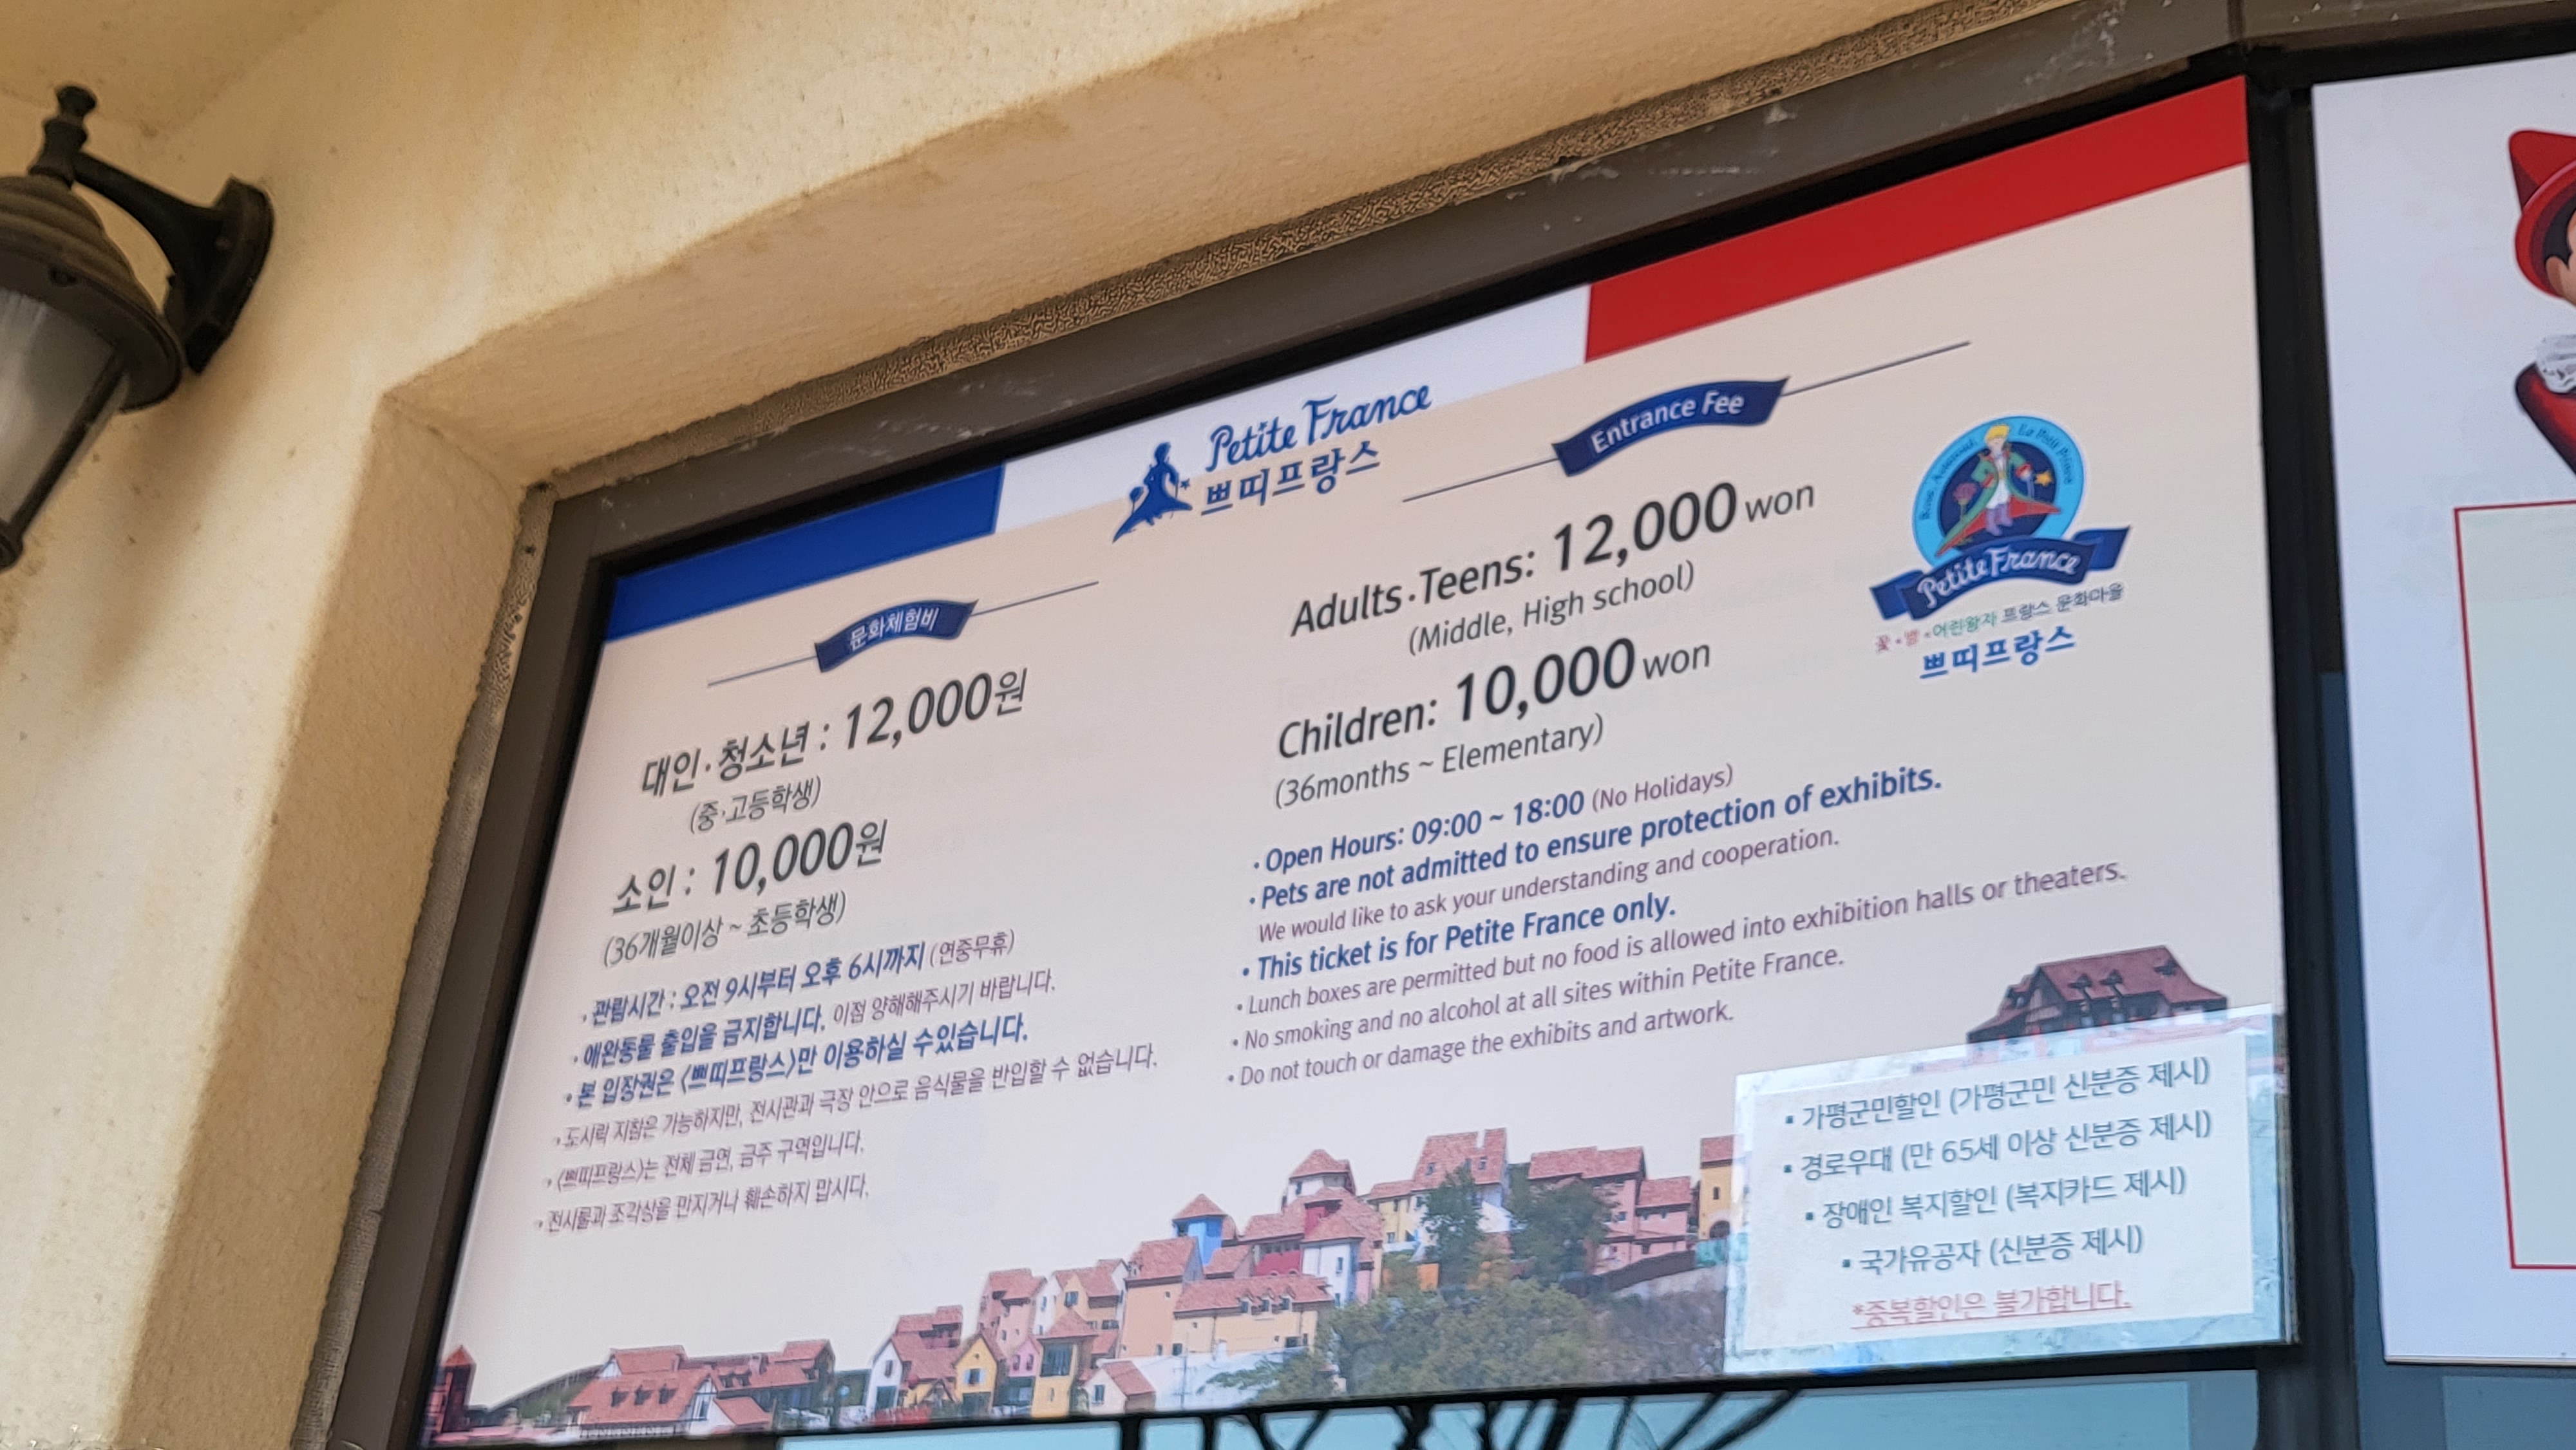 Petite France
쁘띠프랑스
문화체험비
대인·청소년 : 12,000원
(중·고등학생)
소인 : 10,000원
(36개월이상 ~ 초등학생)
· 관람시간 : 오전 9시부터 오후 6시까지 (연중무휴)
· 애완동물 출입을 금지합니다. 이점 양해해주시기 바랍니다.
· 본 입장권은 <쁘띠프랑스>만 이용하실 수있습니다.
· 도시락 지참은 가능하지만, 전시관과 극장 안으로 음식물을 반입할 수 없습니다.
· <쁘띠프랑스>는 전체 금연, 금주 구역입니다.
· 전시물과 조각상을 만지거나 훼손하지 맙시다.
Entrance Fee
Adults·Teens: 12,000 won
(Middle, High school)
Children: 10,000 won
(36months ~ Elementary)
· Open Hours: 09:00 ~ 18:00 (No Holidays)
· Pets are not admitted to ensure protection of exhibits.
We would like to ask your understanding and cooperation.
· This ticket is for Petite France only.
· Lunch boxes are permitted but no food is allowed into exhibition halls or theaters.
· No smoking and no alcohol at all sites within Petite France.
· Do not touch or damage the exhibits and artwork.
Le Petit Prince
Petite France
꽃·별·어린왕자 프랑스 문화마을
쁘띠프랑스
▪ 가평군민할인 (가평군민 신분증 제시)
▪ 경로우대 (만 65세 이상 신분증 제시)
▪ 장애인 복지할인 (복지카드 제시)
▪ 국가유공자 (신분증 제시)
*중복할인은 불가합니다.